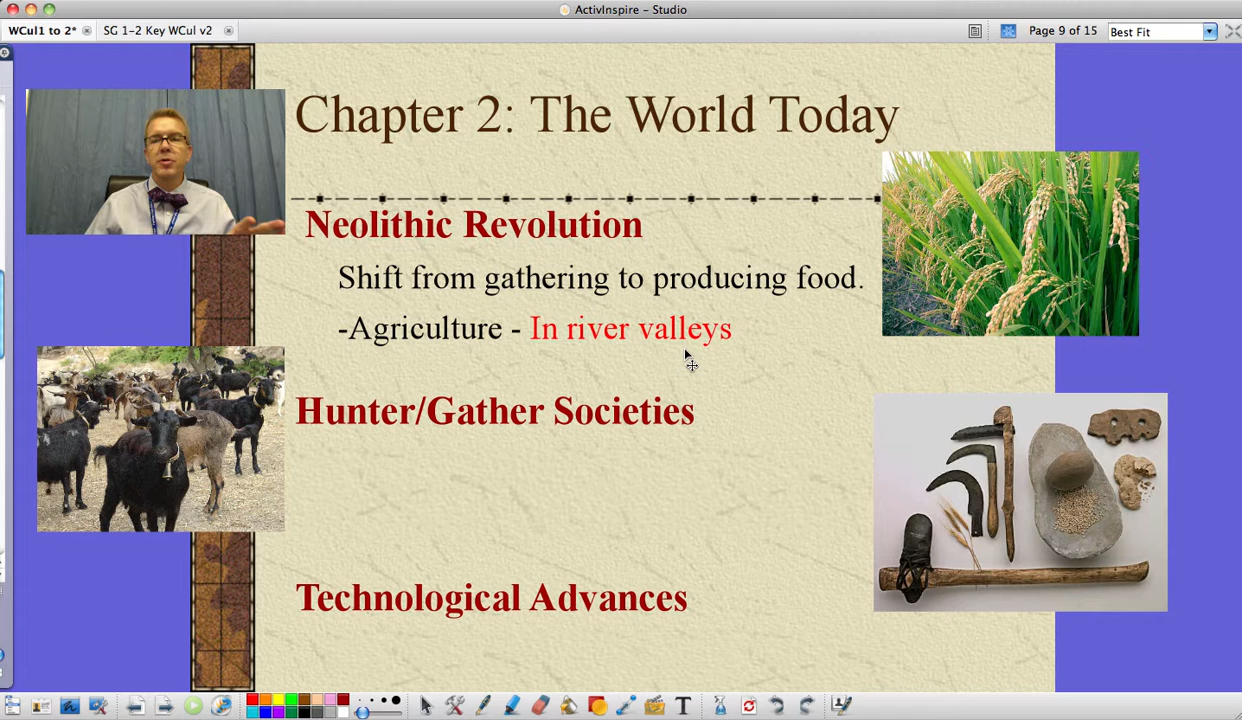 ActivInspire - Studio
WCul1 to 2*
SG 1-2 Key WCul v2
Page 9 of 15
Best Fit
Chapter 2: The World Today
Neolithic Revolution
Shift from gathering to producing food.
-Agriculture - In river valleys
Hunter/Gather Societies
Technological Advances